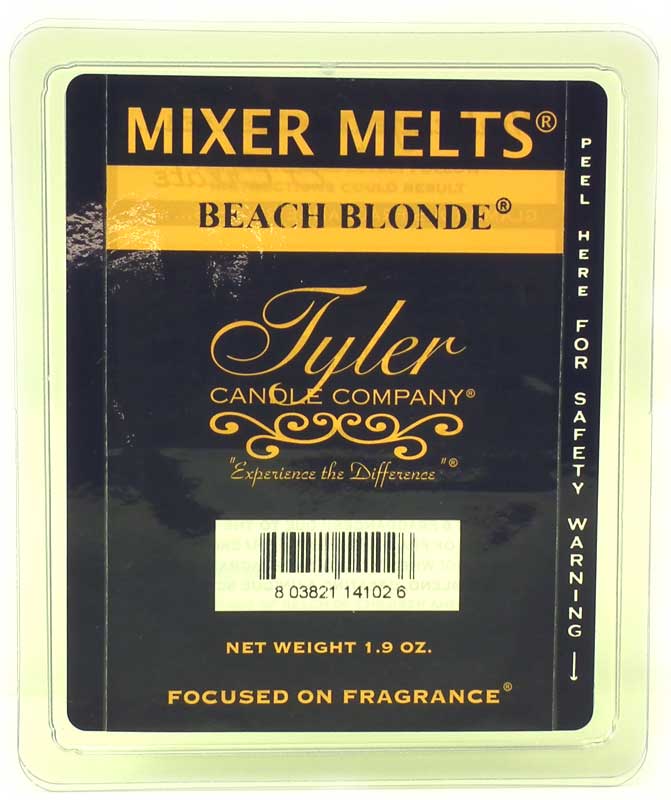 MIXER MELTS®
BEACH BLONDE®
Tyler
CANDLE COMPANY®
"Experience the Difference"®
8 03821 14102 6
NET WEIGHT 1.9 OZ.
FOCUSED ON FRAGRANCE®
PEEL HERE FOR SAFETY WARNING →